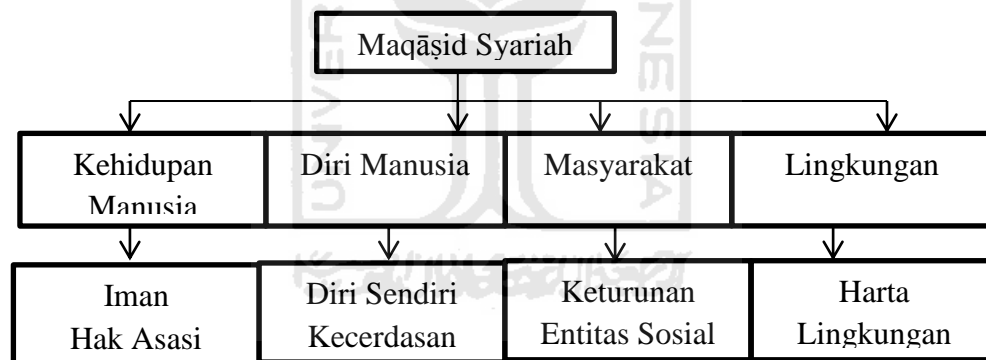 Maqāṣid Syariah
Kehidupan
Manusia
Diri Manusia
Masyarakat
Lingkungan
Iman
Hak Asasi
Diri Sendiri
Kecerdasan
Keturunan
Entitas Sosial
Harta
Lingkungan